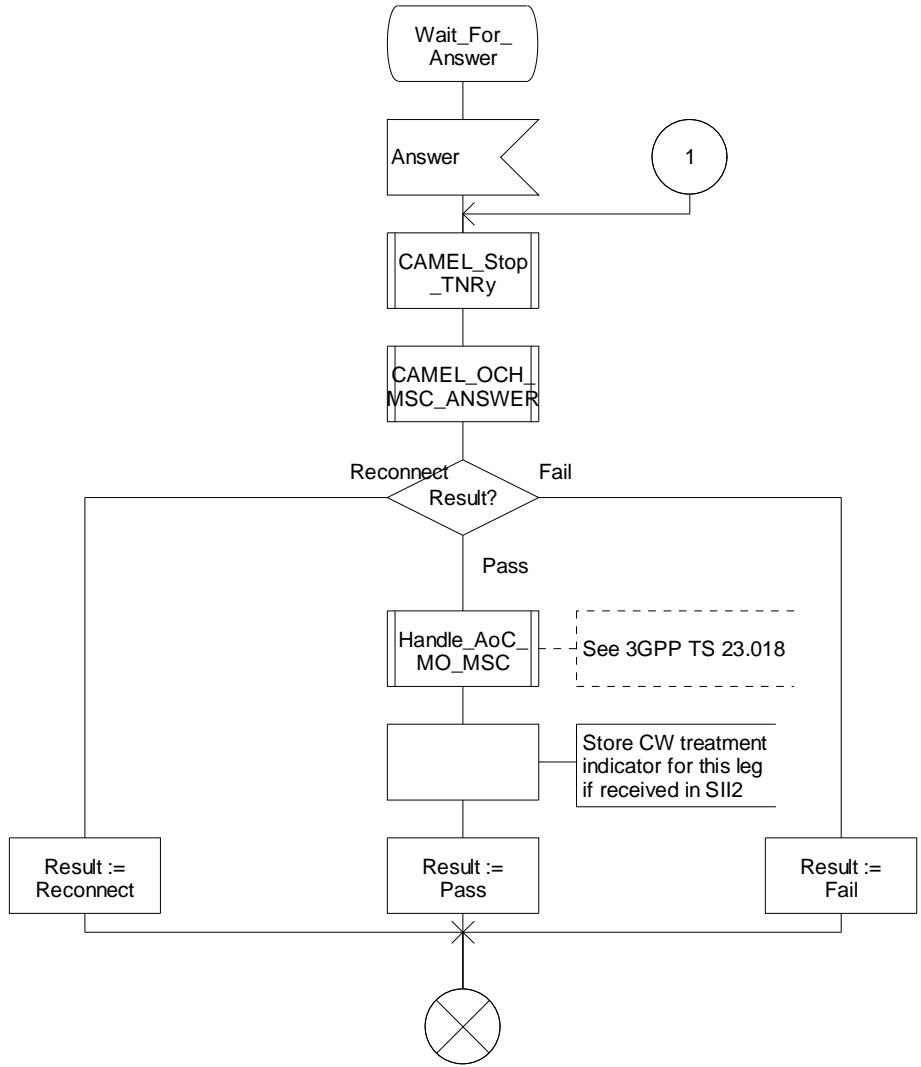 Wait_For_
Answer
Answer
1
CAMEL_Stop
_TNRy
CAMEL_OCH_
MSC_ANSWER
Reconnect
Fail
Result?
Pass
Handle_AoC_
MO_MSC
See 3GPP TS 23.018
Store CW treatment
indicator for this leg
if received in SII2
Result :=
Reconnect
Result :=
Pass
Result :=
Fail